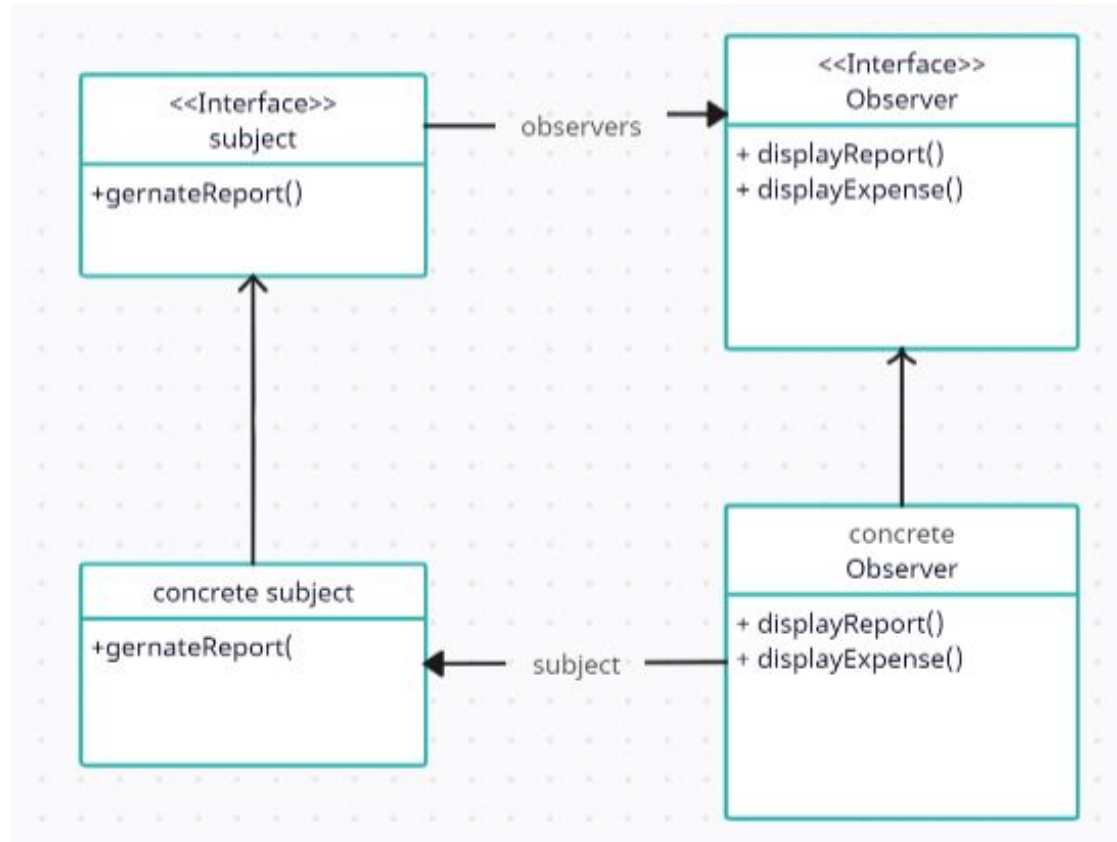 <<Interface>>
subject
+gernateReport()
observers
<<Interface>>
Observer
+ displayReport()
+ displayExpense()
concrete subject
+gernateReport(
subject
concrete
Observer
+ displayReport()
+ displayExpense()